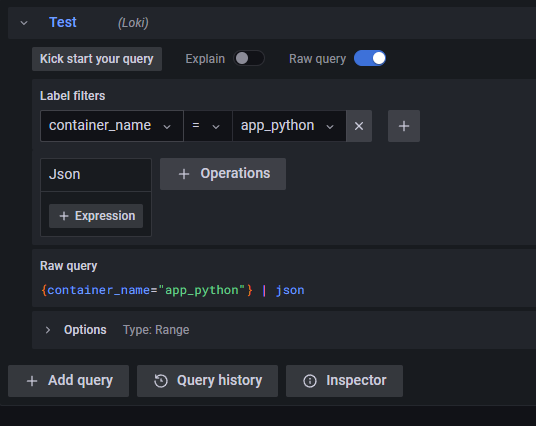 Test (Loki)
Kick start your query Explain Raw query
Label filters
container_name = app_python
Json + Operations
+ Expression
Raw query
{container_name="app_python"} | json
Options Type: Range
+ Add query Query history Inspector